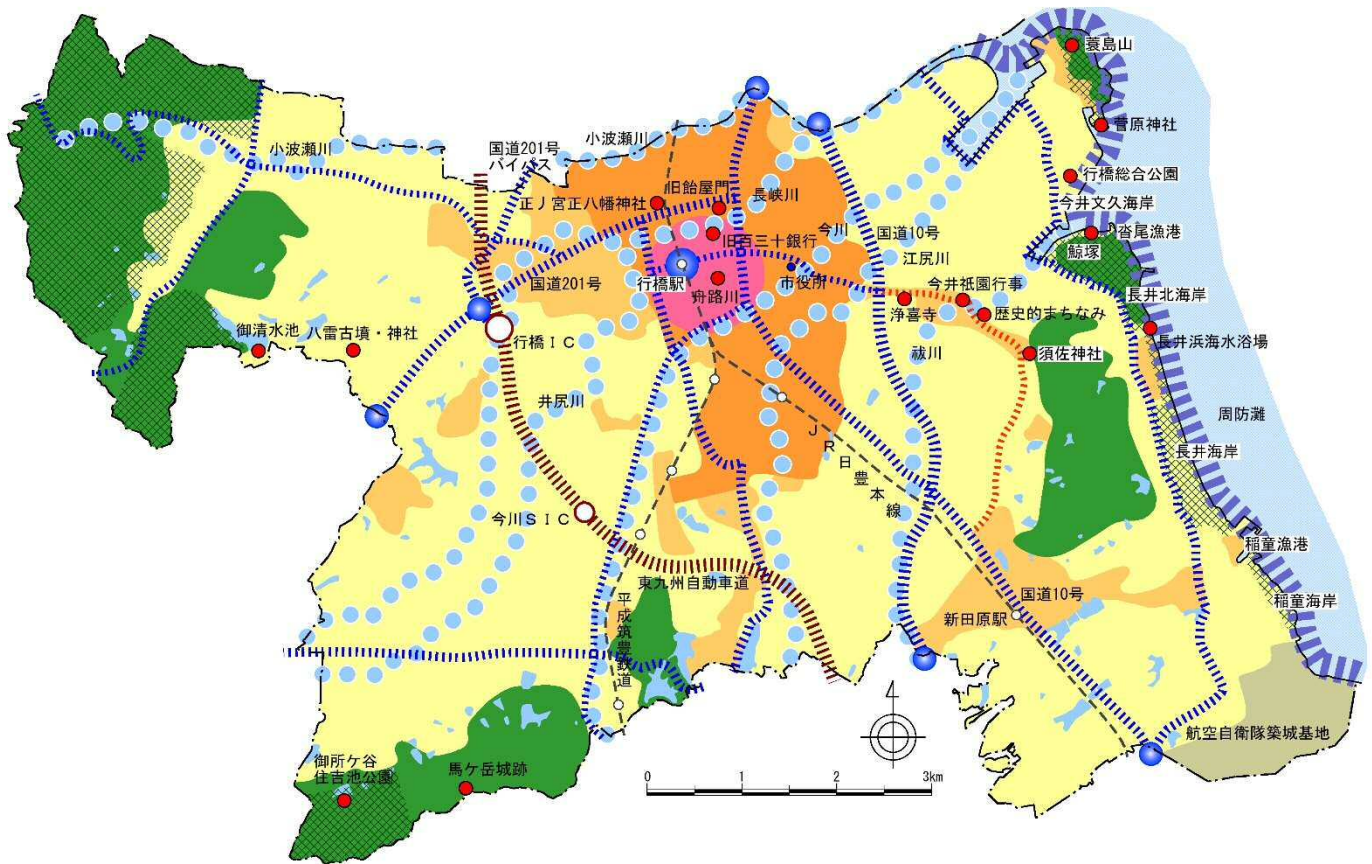 蓑島山
菅原神社
小波瀬川
小波瀬川
国道201号
バイパス
旧飴屋門
長峡川
正ノ宮正八幡神社
行橋総合公園
今井文久海岸
沓尾漁港
鯨塚
旧百三十銀行
今川
国道10号
江尻川
国道201号
行橋駅
市役所
舟路川
浄喜寺
今井祇園行事
歴史的まちなみ
長井北海岸
長井浜海水浴場
御清水池
八雷古墳・神社
行橋IC
祓川
須佐神社
井尻川
周防灘
JR日豊本線
長井海岸
今川SIC
稲童漁港
東九州自動車道
稲童海岸
国道10号
新田原駅
平成筑豊鉄道
航空自衛隊築城基地
御所ケ谷
住吉池公園
馬ケ岳城跡
0 1 2 3km